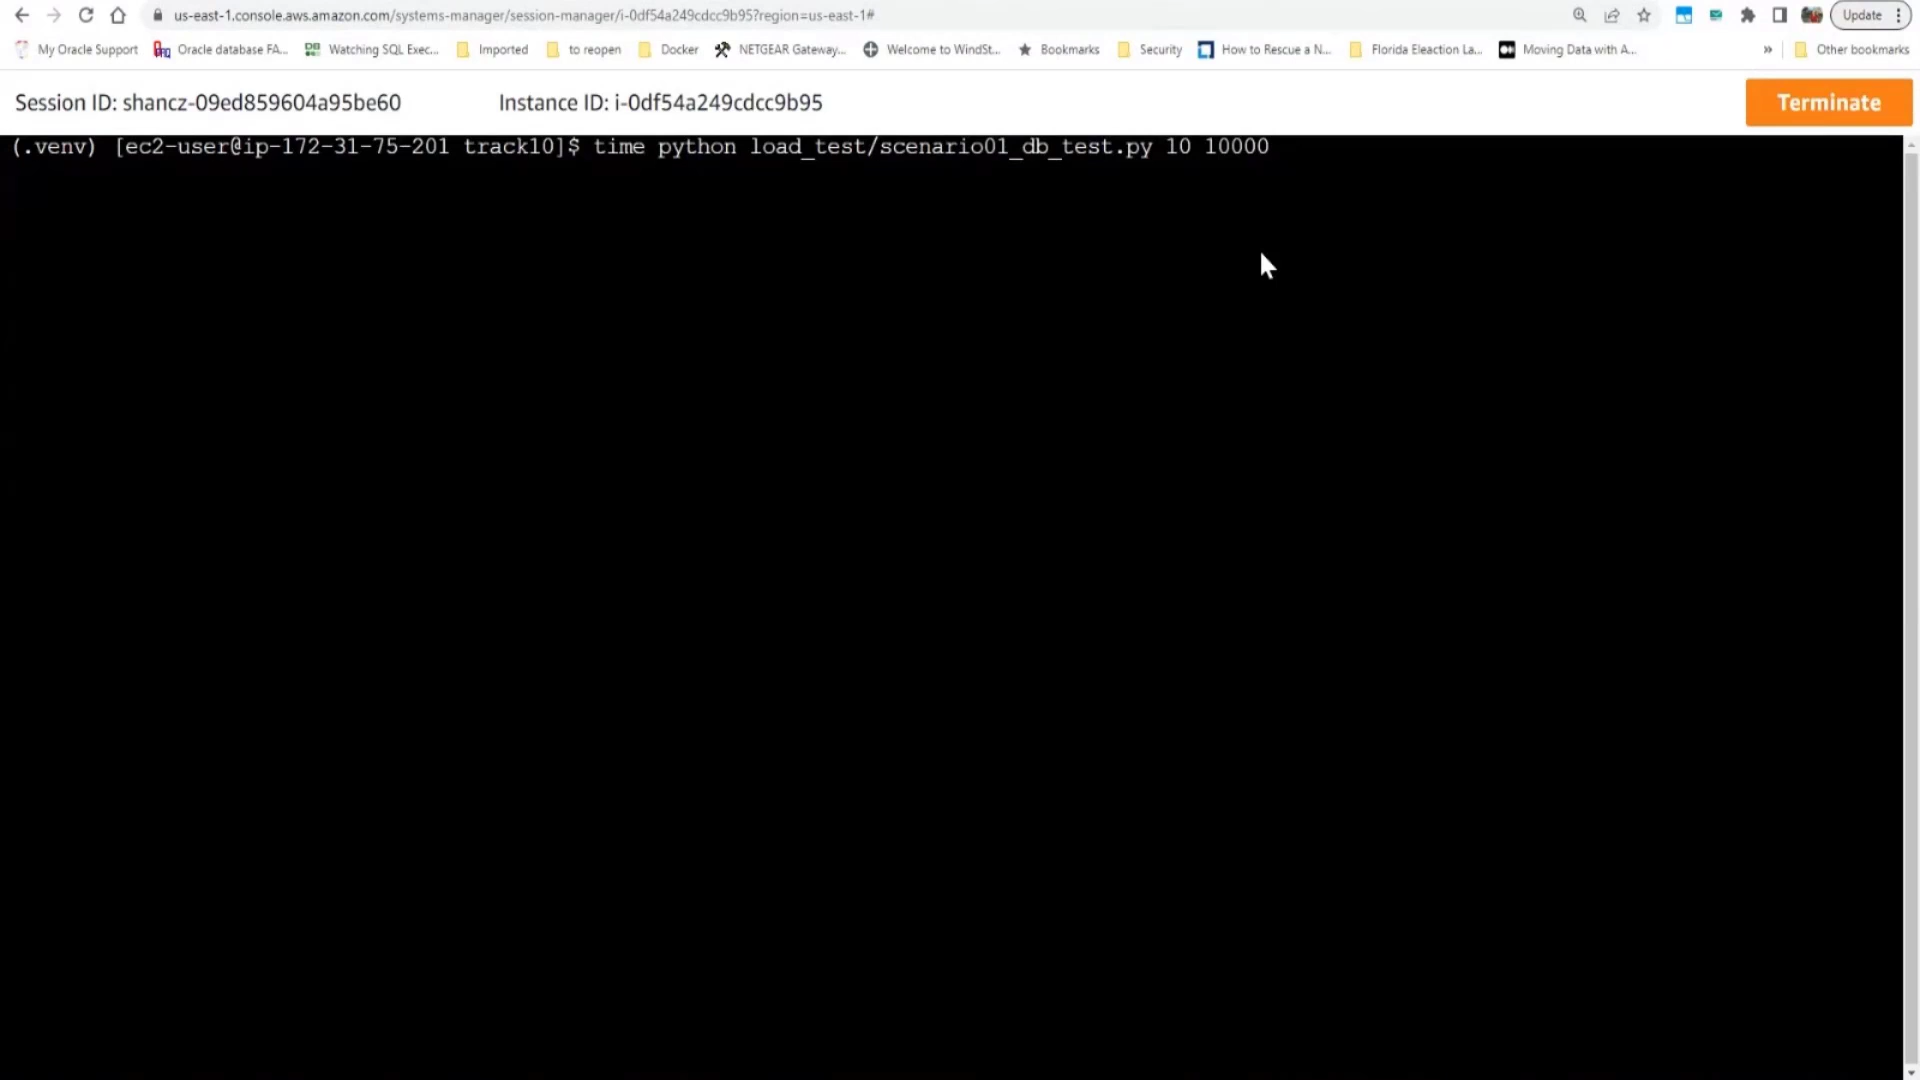 us-east-1.console.aws.amazon.com/systems-manager/session-manager/i-0df54a249cdcc9b95?region=us-east-1#
Update
My Oracle Support Oracle database FA... Watching SQL Exec... Imported to reopen Docker NETGEAR Gateway... Welcome to WindSt... Bookmarks Security How to Rescue a N... Florida Eleaction La... Moving Data with A... » Other bookmarks
Session ID: shancz-09ed859604a95be60 Instance ID: i-0df54a249cdcc9b95 Terminate
(.venv) [ec2-user@ip-172-31-75-201 track10]$ time python load_test/scenario01_db_test.py 10 10000